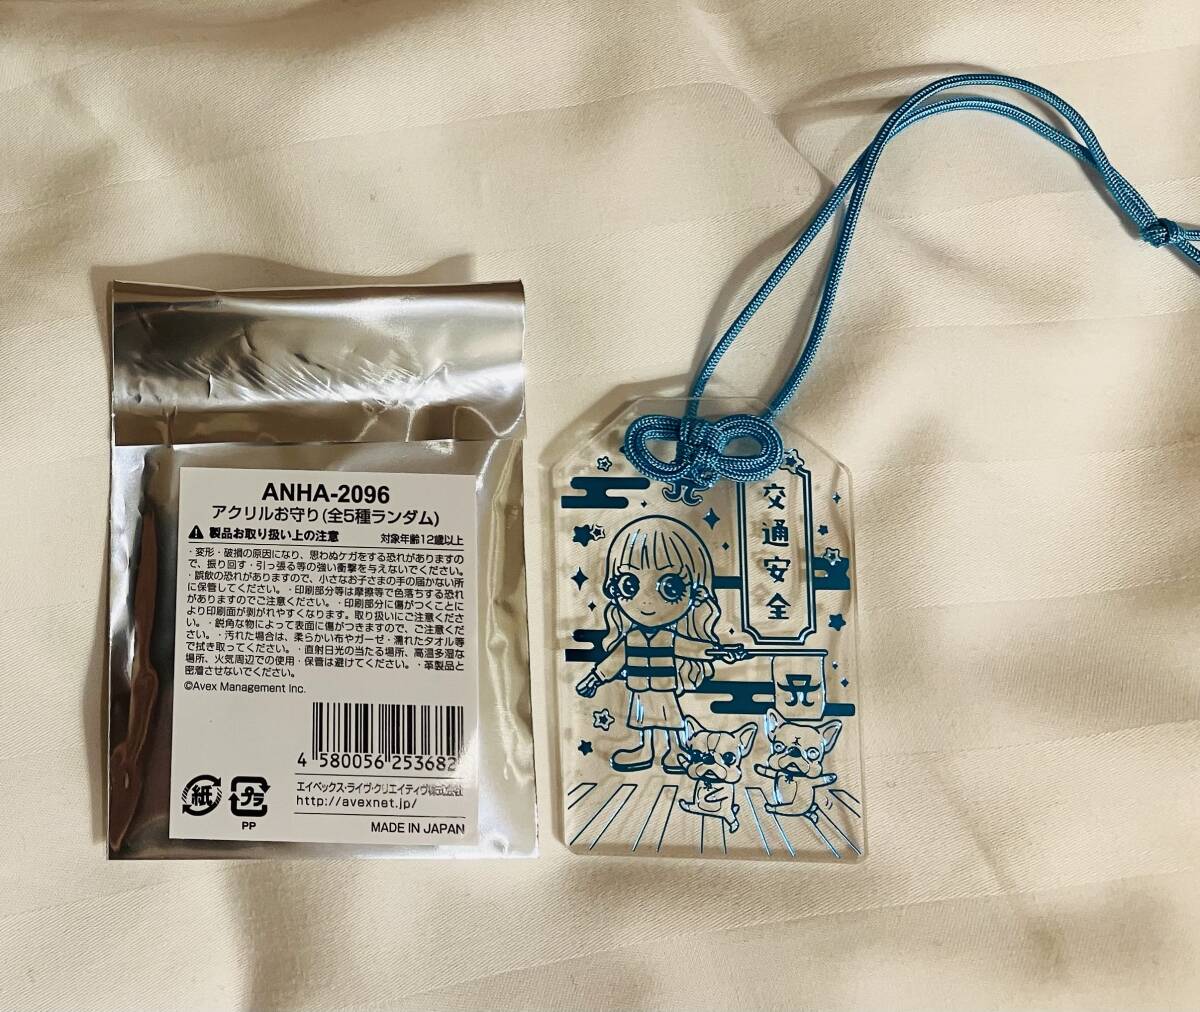 ANHA-2096
アクリルお守り(全5種ランダム)
製品お取り扱い上の注意 対象年齢12歳以上
・変形・破損の原因になり、思わぬケガをする恐れがありますの
で、振り回す・引っ張る等の強い衝撃を与えないでください。
・誤飲の恐れがありますので、小さなお子さまの手の届かない所
に保管してください。・印刷部分等は摩擦等で色落ちする恐れ
がありますのでご注意ください。・印刷部分に傷がつくことに
より印刷面が剥がれやすくなります。取り扱いにご注意くださ
い。・鋭角な物によって表面に傷がつきますので、ご注意くだ
さい。・汚れた場合は、柔らかい布やガーゼ・濡れたタオル等
で拭き取ってください。・直射日光の当たる場所、高温多湿な
場所、火気周辺での使用・保管は避けてください。・革製品と
密着させないでください。
©Avex Management Inc.
4 580056 253682
エイベックス・ライヴ・クリエイティヴ株式会社
http://avexnet.jp/
MADE IN JAPAN
紙
プラ
PP
交通安全
A
A